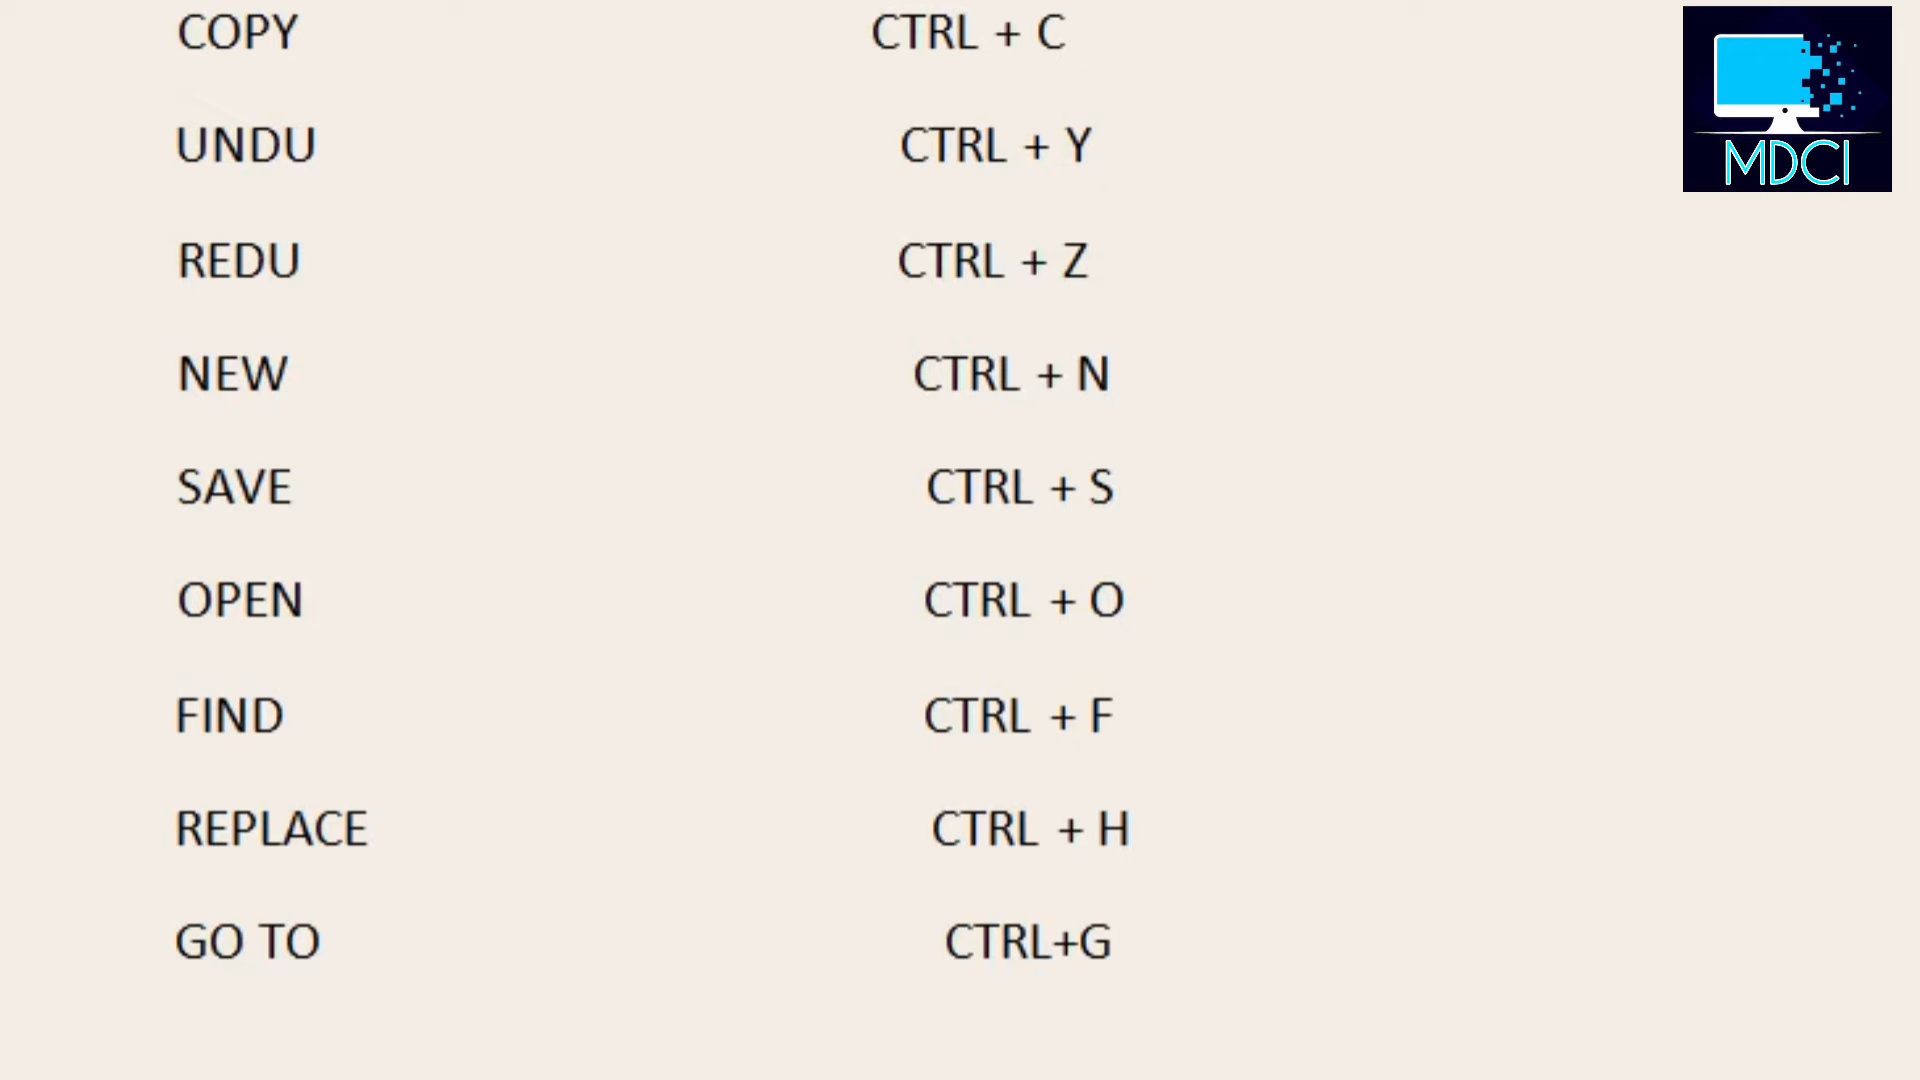 COPY CTRL + C
UNDU CTRL + Y
REDU CTRL + Z
NEW CTRL + N
SAVE CTRL + S
OPEN CTRL + O
FIND CTRL + F
REPLACE CTRL + H
GO TO CTRL+G
MDCI